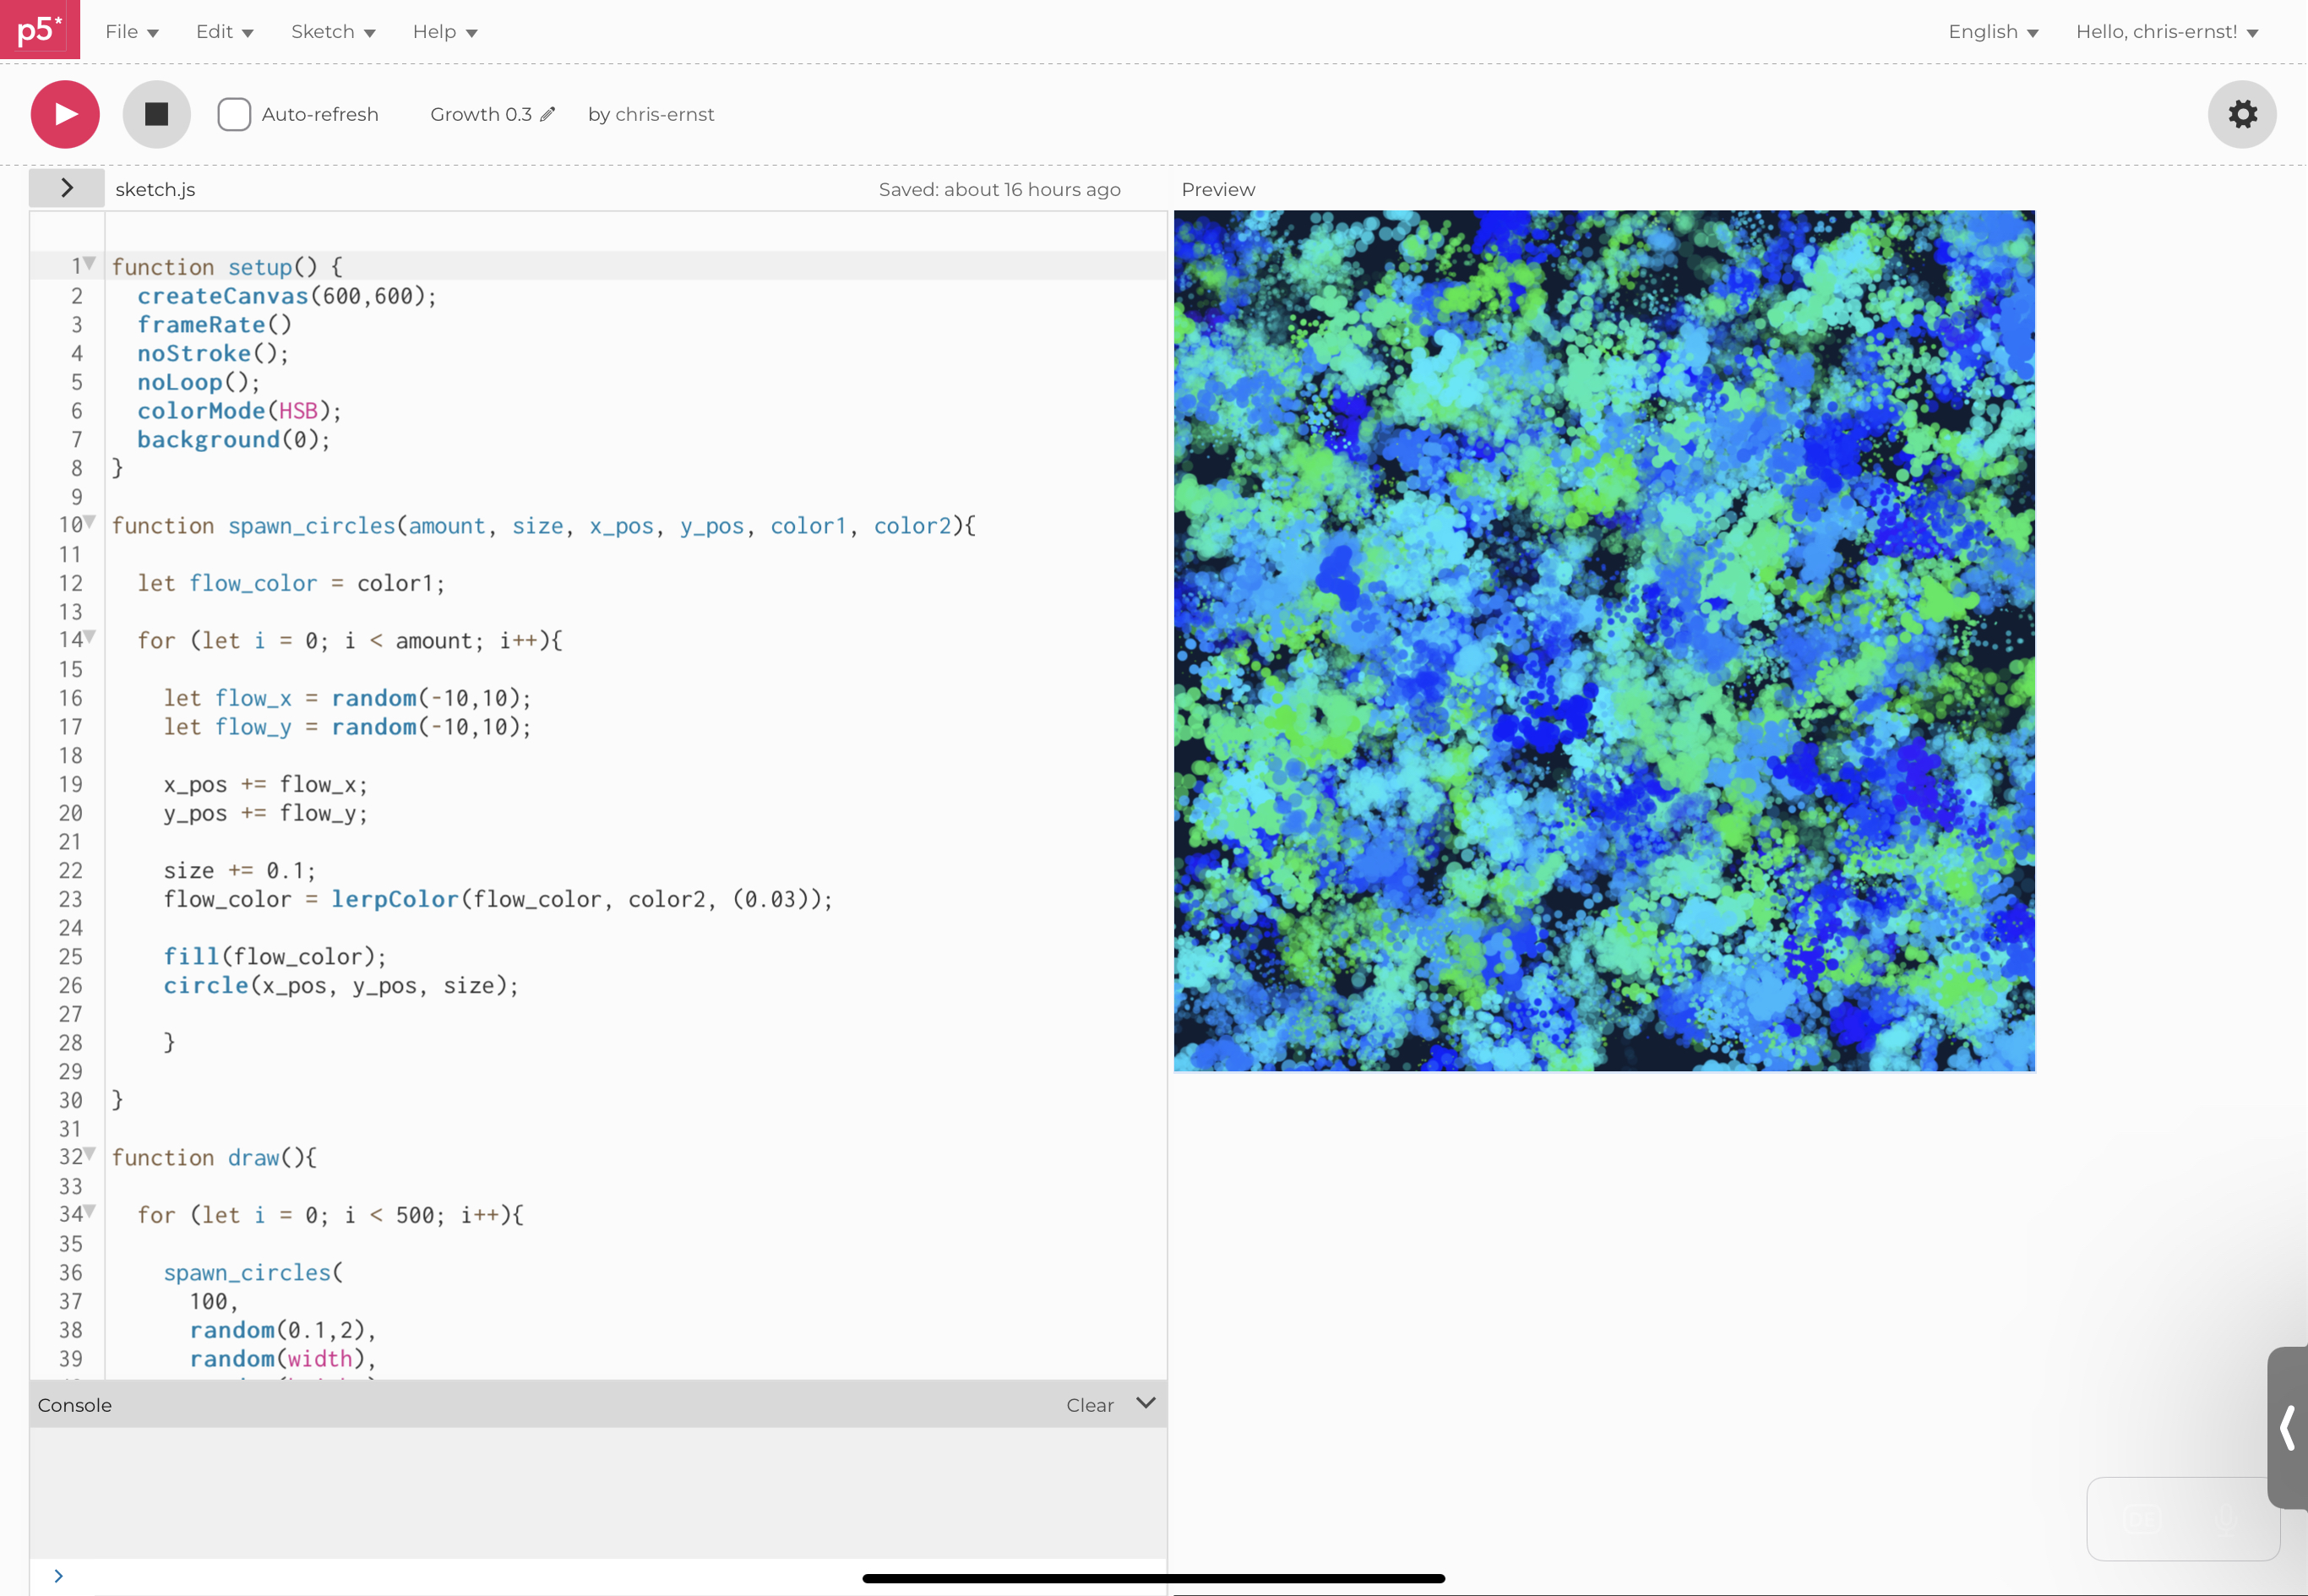 p5*
File Edit Sketch Help English Hello, chris-ernst!
Auto-refresh Growth 0.3 by chris-ernst
sketch.js Saved: about 16 hours ago Preview
1 function setup() {
2 createCanvas(600,600);
3 frameRate()
4 noStroke();
5 noLoop();
6 colorMode(HSB);
7 background(0);
8 }
9
10 function spawn_circles(amount, size, x_pos, y_pos, color1, color2){
11
12 let flow_color = color1;
13
14 for (let i = 0; i < amount; i++){
15
16 let flow_x = random(-10,10);
17 let flow_y = random(-10,10);
18
19 x_pos += flow_x;
20 y_pos += flow_y;
21
22 size += 0.1;
23 flow_color = lerpColor(flow_color, color2, (0.03));
24
25 fill(flow_color);
26 circle(x_pos, y_pos, size);
27
28 }
29
30 }
31
32 function draw(){
33
34 for (let i = 0; i < 500; i++){
35
36 spawn_circles(
37 100,
38 random(0.1,2),
39 random(width),
Console Clear